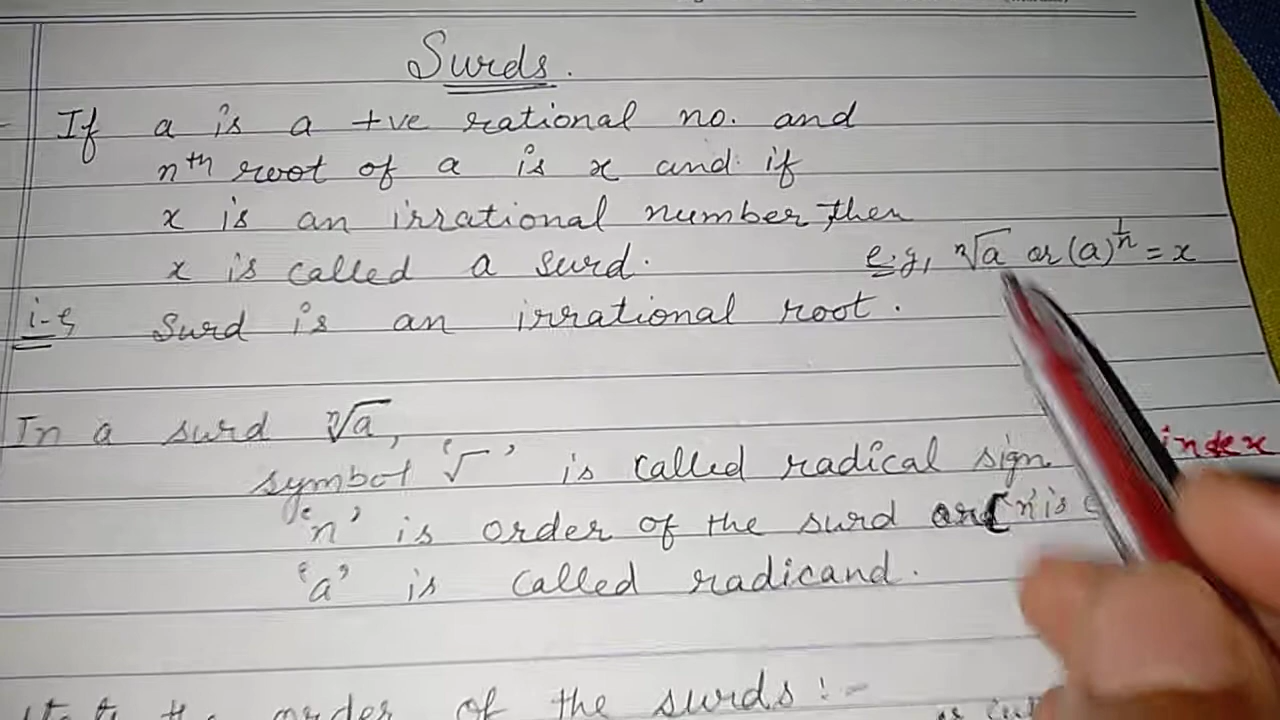 Surds.
If a is a +ve rational no. and
nᵗʰ root of a is x and if
x is an irrational number, then
x is called a surd.
e.g, ⁿ√a or (a)^(1/n) = x
i.e Surd is an irrational root.
In a surd ⁿ√a,
symbol '√' is called radical sign
index
'n' is order of the surd or ('n' is
'a' is called radicand.
the order of the surds :-